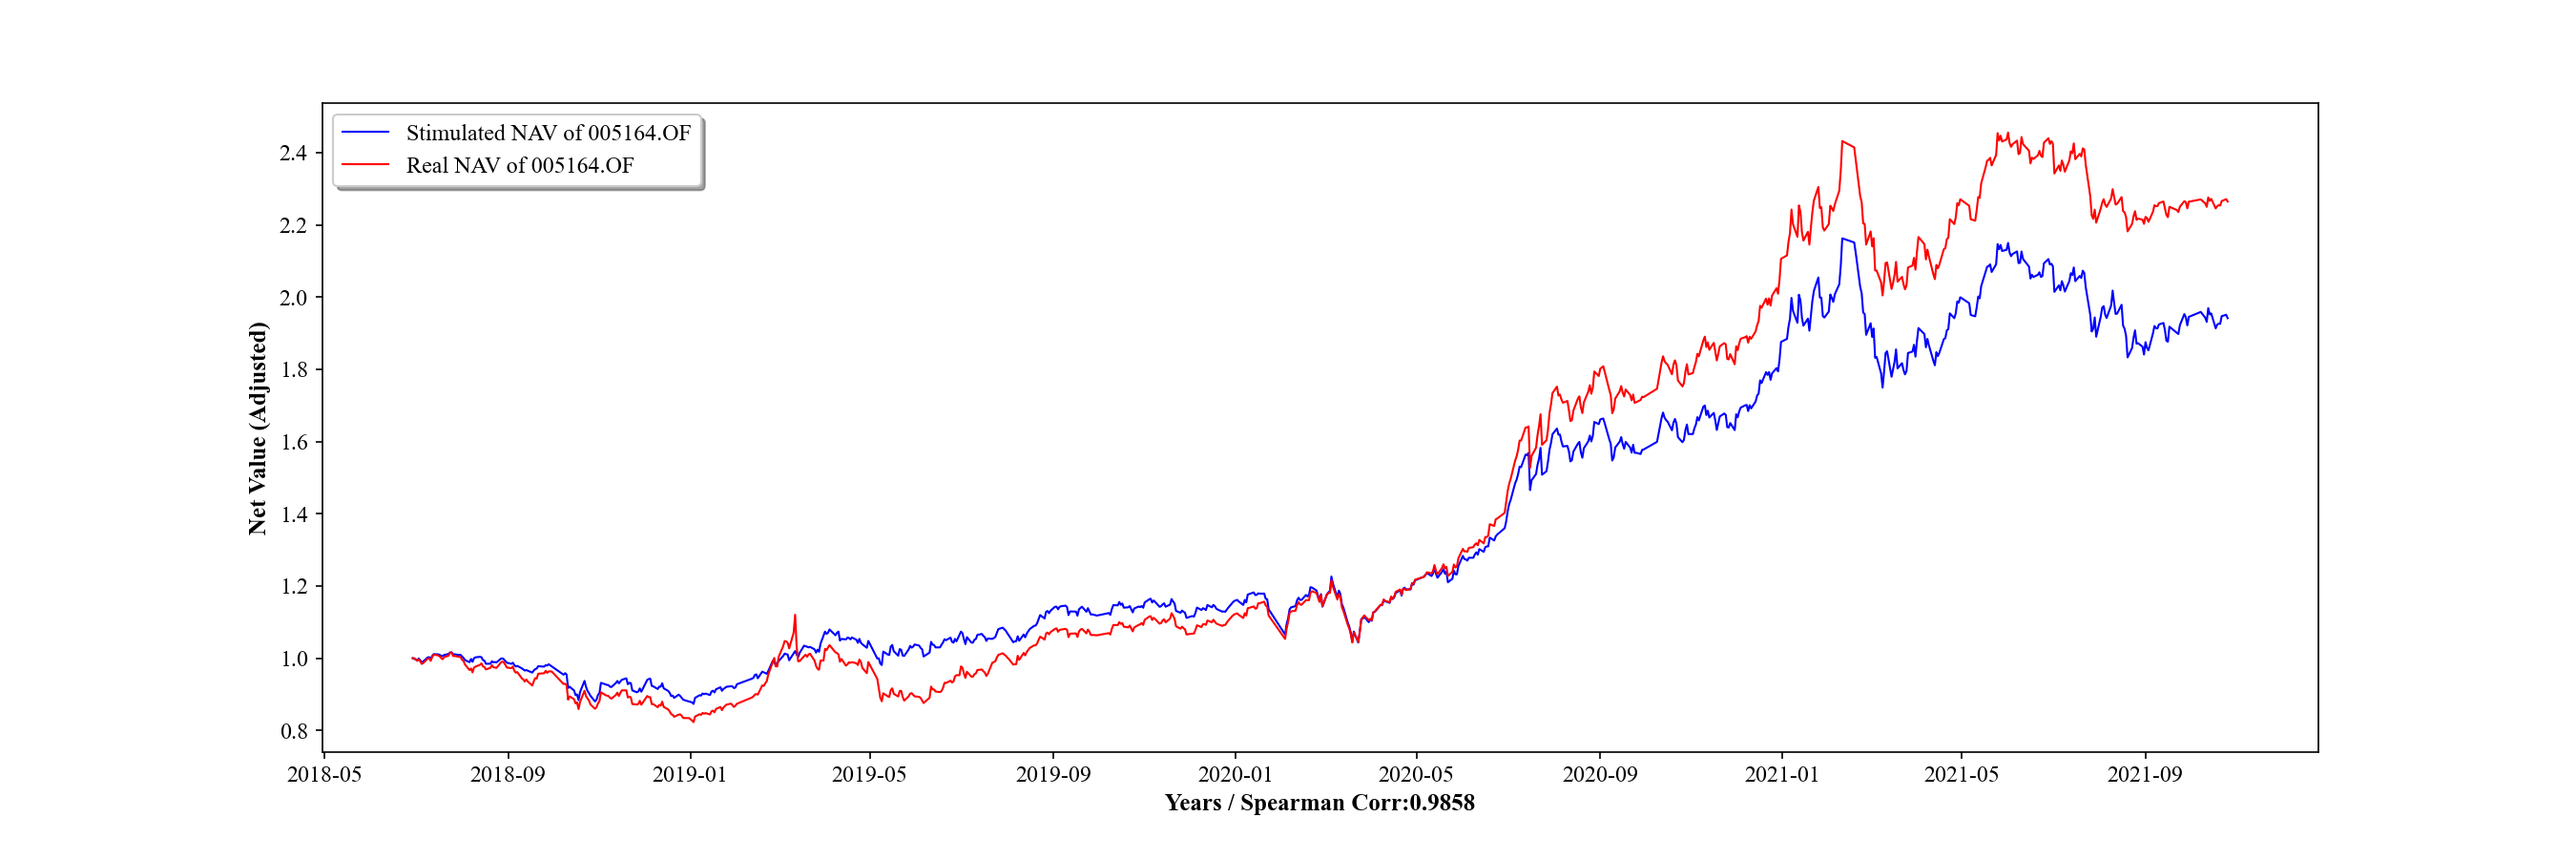 Stimulated NAV of 005164.OF
Real NAV of 005164.OF
Net Value (Adjusted)
2.4
2.2
2.0
1.8
1.6
1.4
1.2
1.0
0.8
2018-05 2018-09 2019-01 2019-05 2019-09 2020-01 2020-05 2020-09 2021-01 2021-05 2021-09
Years / Spearman Corr:0.9858